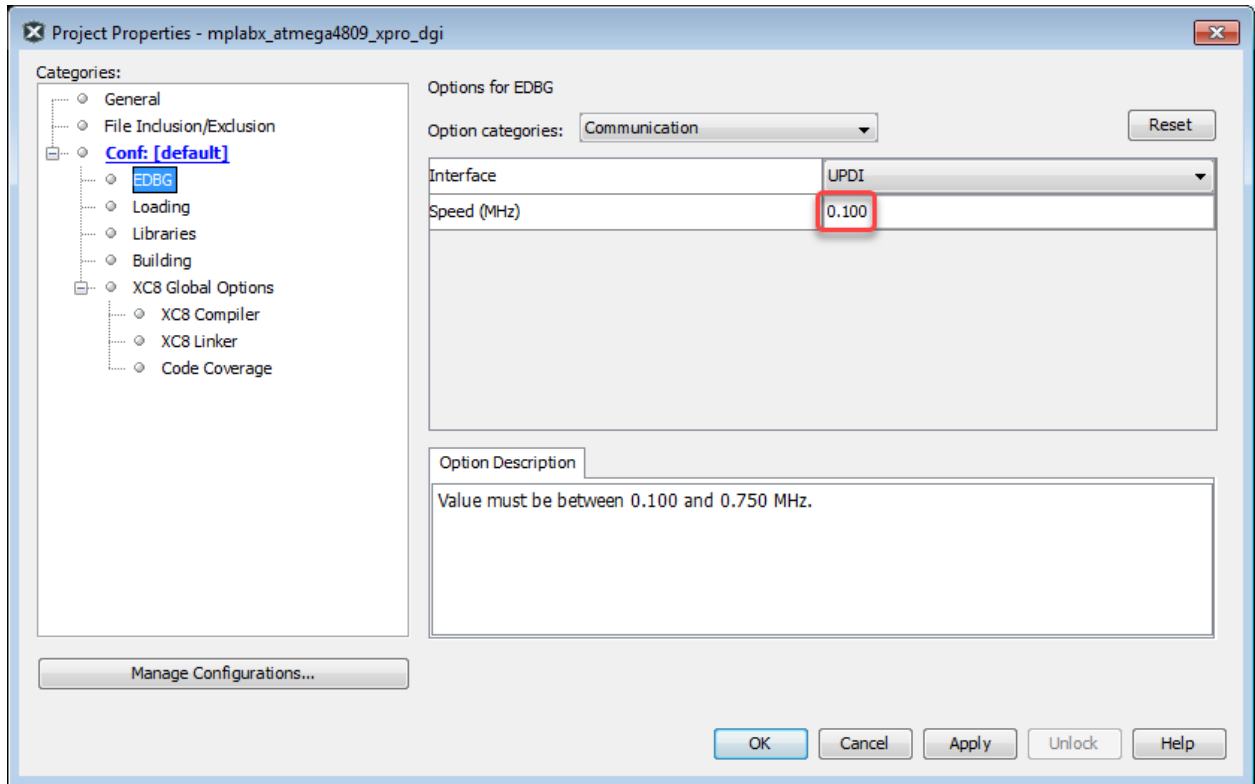 Project Properties - mplabx_atmega4809_xpro_dgi
Categories:
General
File Inclusion/Exclusion
Conf: [default]
EDBG
Loading
Libraries
Building
XC8 Global Options
XC8 Compiler
XC8 Linker
Code Coverage
Manage Configurations...
Options for EDBG
Option categories: Communication
Reset
Interface UPDI
Speed (MHz) 0.100
Option Description
Value must be between 0.100 and 0.750 MHz.
OK Cancel Apply Unlock Help